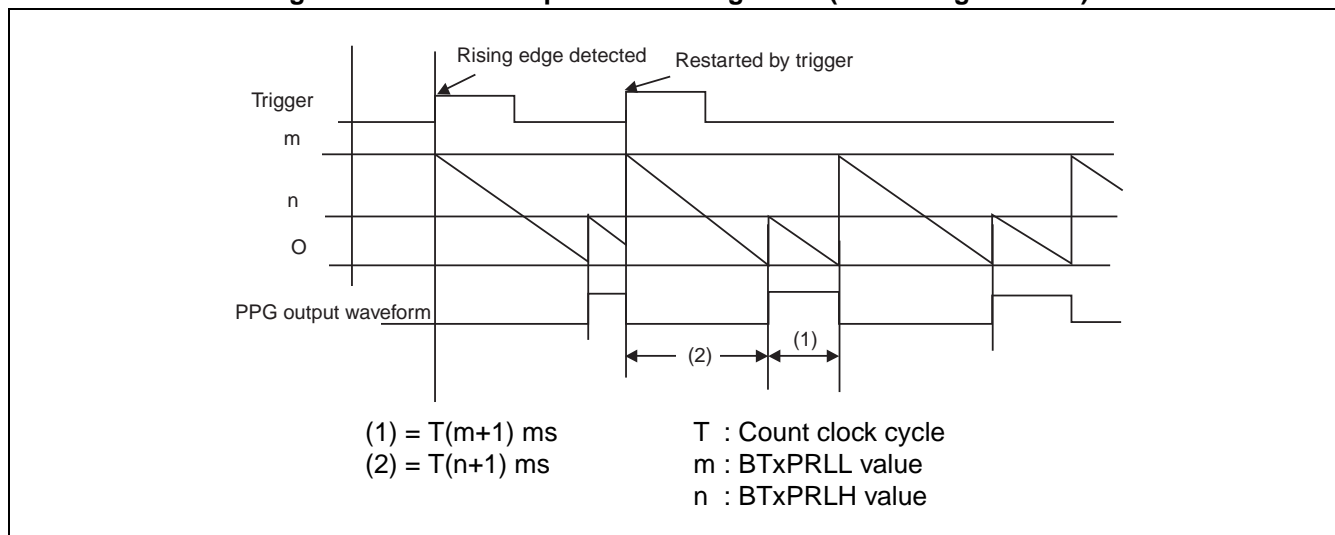 Rising edge detected
Restarted by trigger
Trigger
m
n
O
PPG output waveform
(1)
(2)
(1) = T(m+1) ms
(2) = T(n+1) ms
T : Count clock cycle
m : BTxPRLL value
n : BTxPRLH value